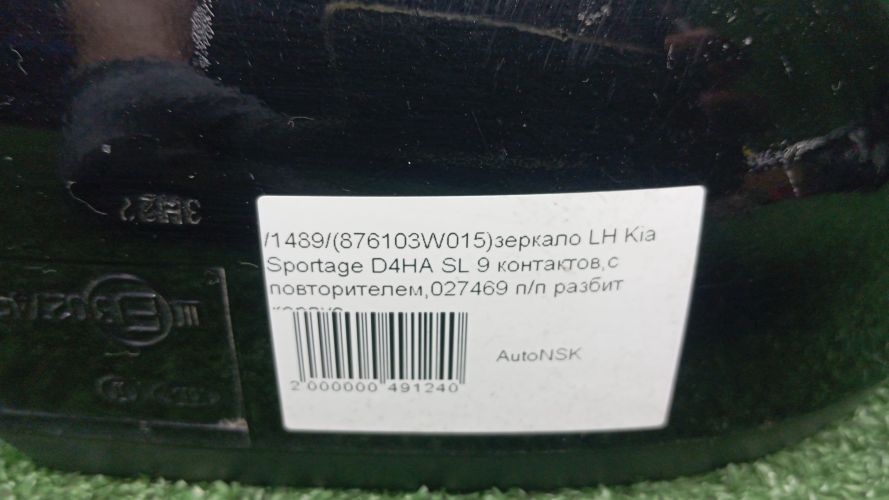 /1489/(876103W015)зеркало LH Kia
Sportage D4HA SL 9 контактов,с
повторителем,027469 п/п разбит
AutoNSK
2 000000 491240